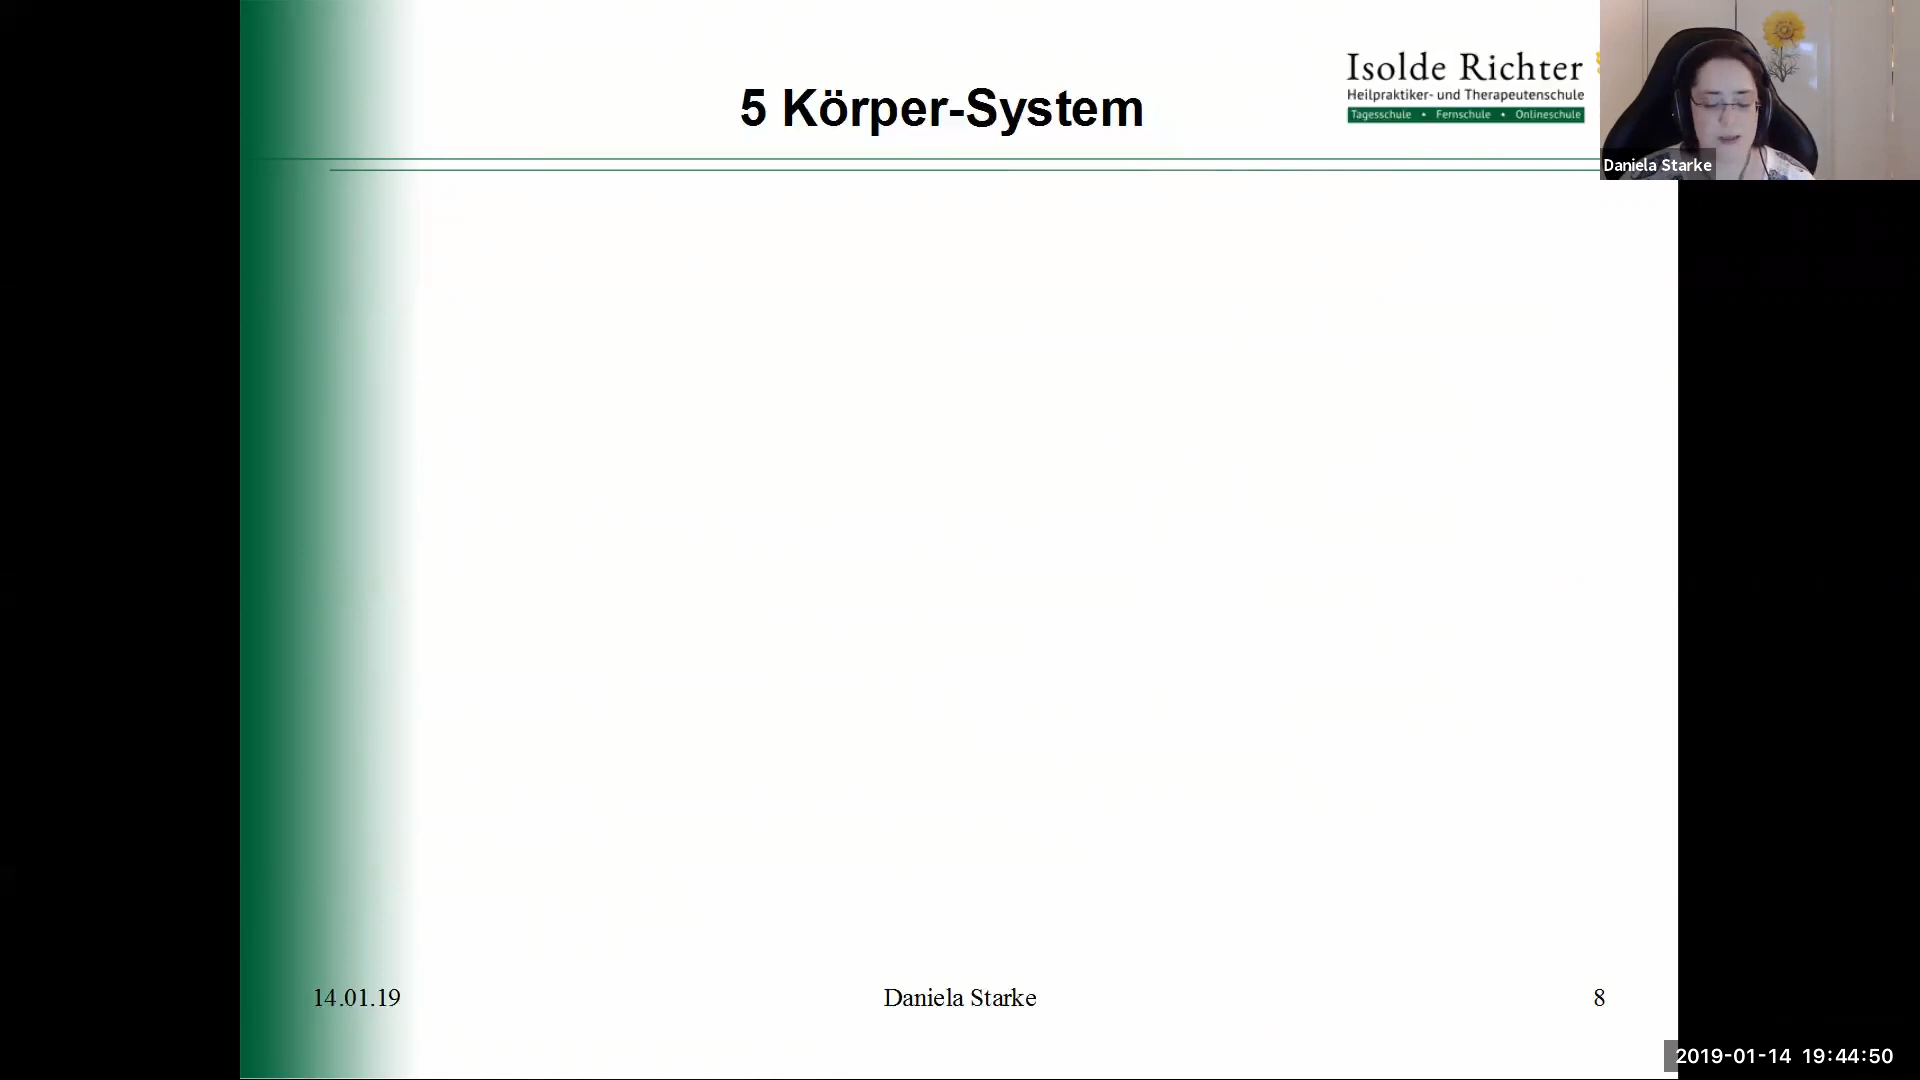 5 Körper-System
Isolde Richter
Heilpraktiker- und Therapeutenschule
Tagesschule • Fernschule • Onlineschule
Daniela Starke
14.01.19
Daniela Starke
8
2019-01-14 19:44:50